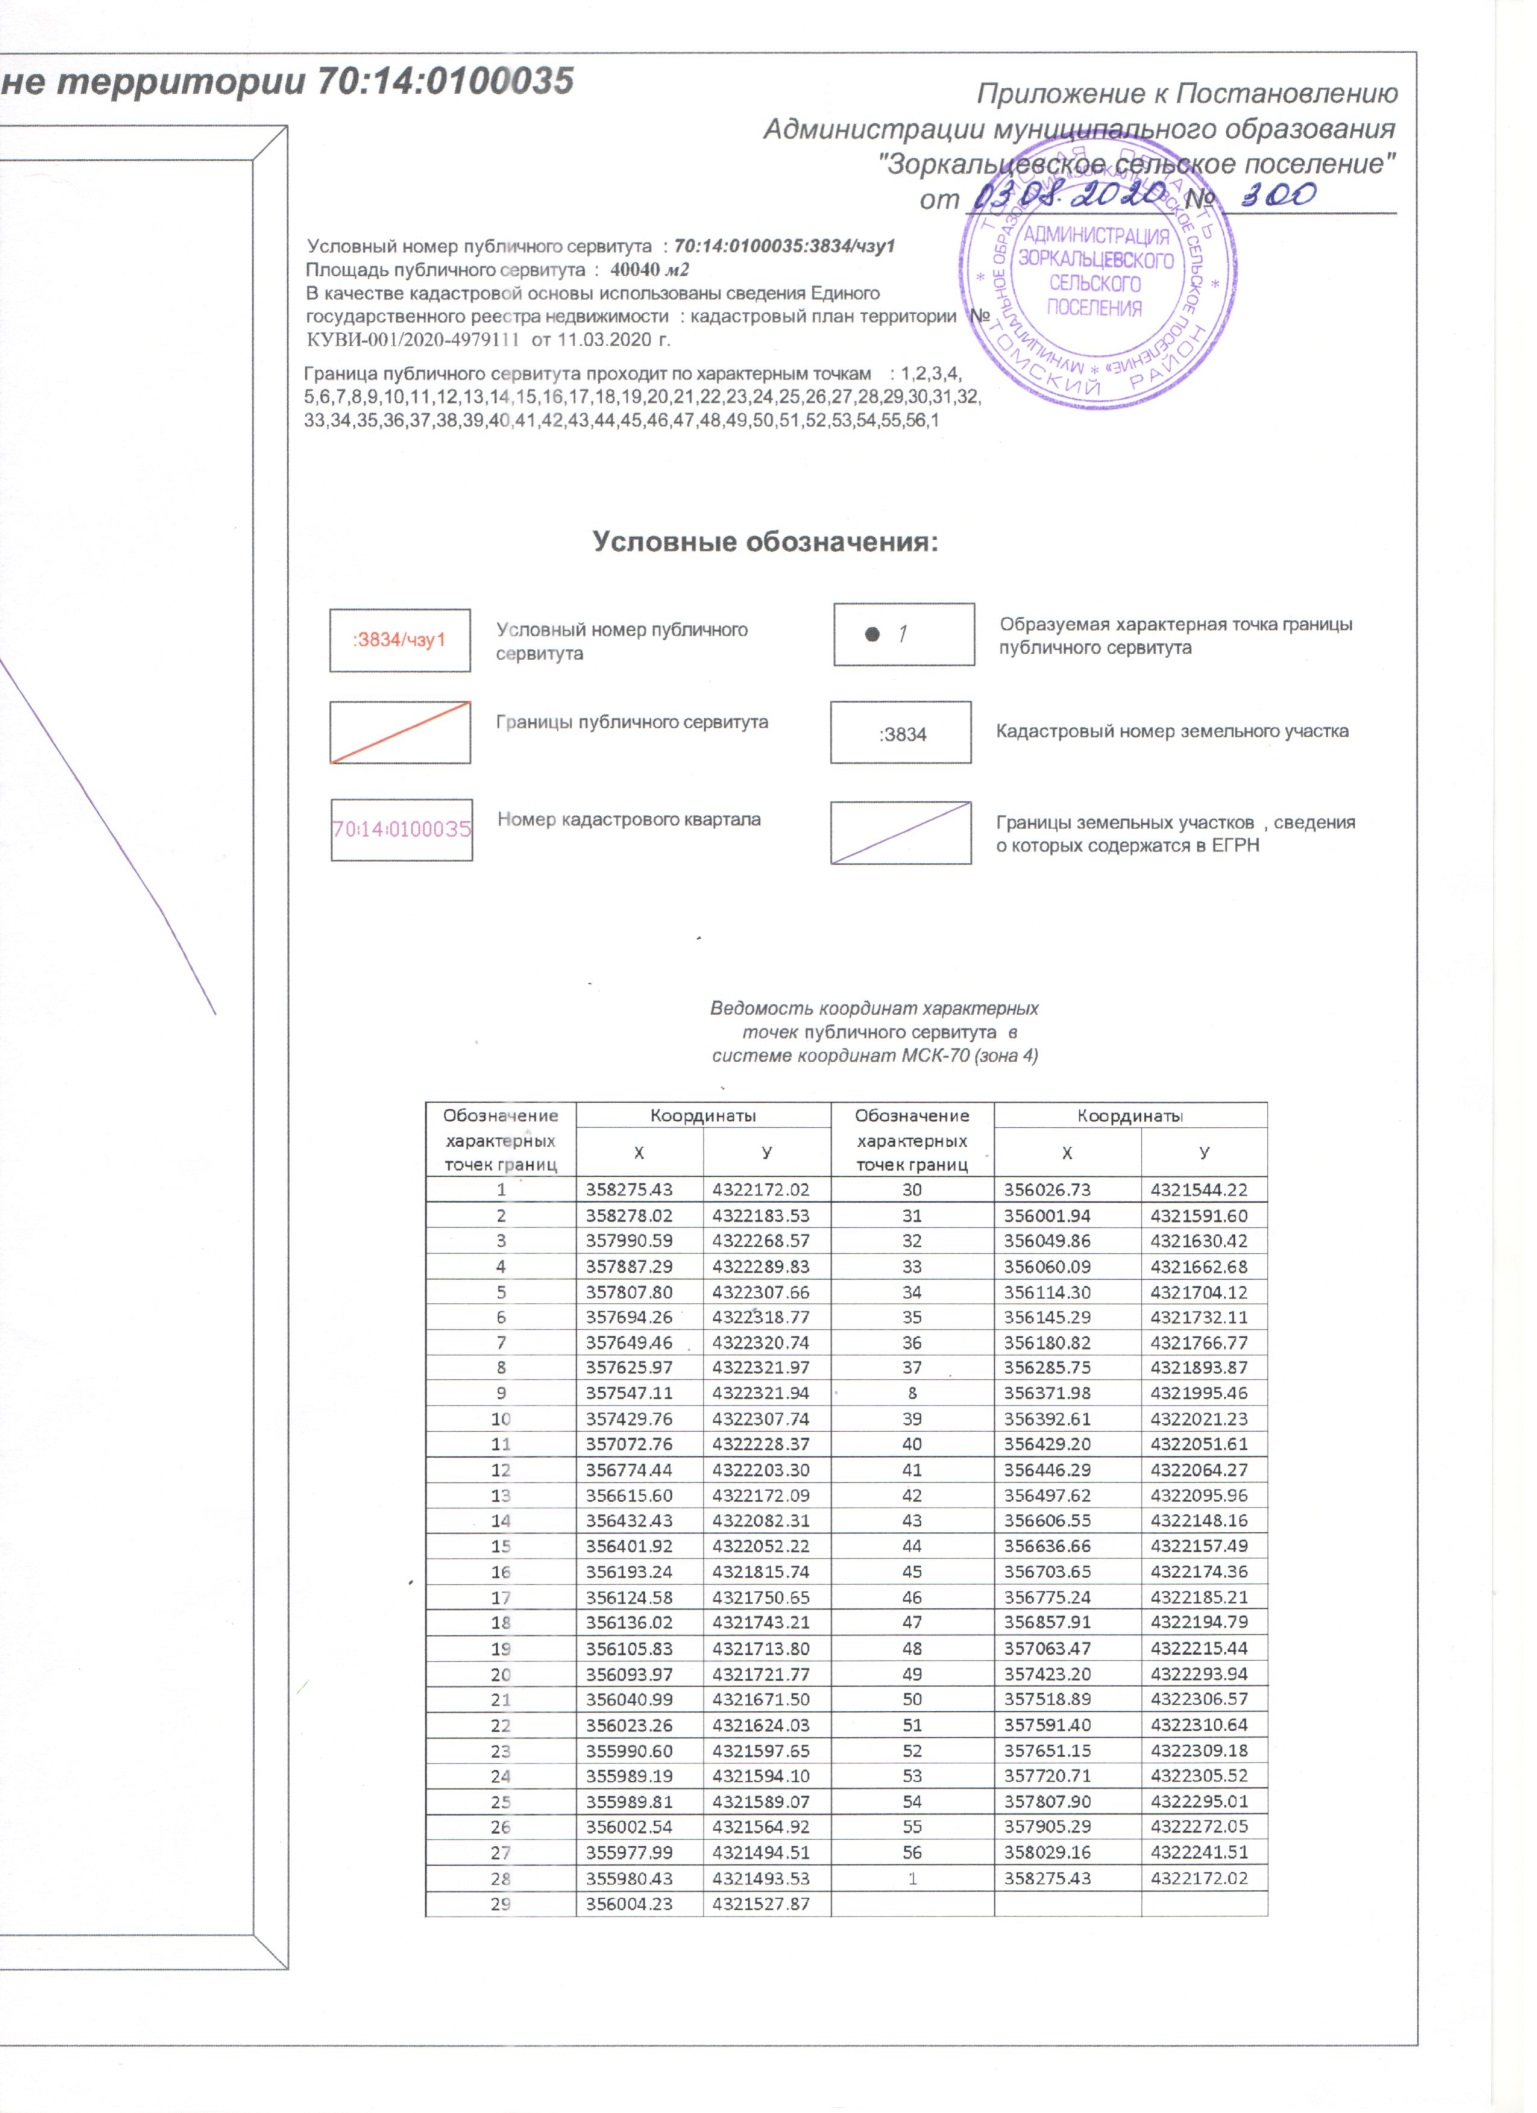 не территории 70:14:0100035
Приложение к Постановлению
Администрации муниципального образования
"Зоркальцевское сельское поселение"
от 03.08.2020 № 300
ТОМСКАЯ ОБЛАСТЬ * ТОМСКИЙ РАЙОН *
МУНИЦИПАЛЬНОЕ ОБРАЗОВАНИЕ «ЗОРКАЛЬЦЕВСКОЕ СЕЛЬСКОЕ ПОСЕЛЕНИЕ» *
АДМИНИСТРАЦИЯ
ЗОРКАЛЬЦЕВСКОГО
СЕЛЬСКОГО
ПОСЕЛЕНИЯ
Условный номер публичного сервитута : 70:14:0100035:3834/чзу1
Площадь публичного сервитута : 40040 м2
В качестве кадастровой основы использованы сведения Единого
государственного реестра недвижимости : кадастровый план территории №
КУВИ-001/2020-4979111 от 11.03.2020 г.
Граница публичного сервитута проходит по характерным точкам : 1,2,3,4,
5,6,7,8,9,10,11,12,13,14,15,16,17,18,19,20,21,22,23,24,25,26,27,28,29,30,31,32,
33,34,35,36,37,38,39,40,41,42,43,44,45,46,47,48,49,50,51,52,53,54,55,56,1
Условные обозначения:
:3834/чзу1 Условный номер публичного
сервитута
1 Образуемая характерная точка границы
публичного сервитута
Границы публичного сервитута
:3834 Кадастровый номер земельного участка
70:14:0100035 Номер кадастрового квартала
Границы земельных участков , сведения
о которых содержатся в ЕГРН
Ведомость координат характерных
точек публичного сервитута в
системе координат МСК-70 (зона 4)
Обозначение Координаты Обозначение Координаты
характерных характерных
точек границ Х У точек границ Х У
1 358275.43 4322172.02 30 356026.73 4321544.22
2 358278.02 4322183.53 31 356001.94 4321591.60
3 357990.59 4322268.57 32 356049.86 4321630.42
4 357887.29 4322289.83 33 356060.09 4321662.68
5 357807.80 4322307.66 34 356114.30 4321704.12
6 357694.26 4322318.77 35 356145.29 4321732.11
7 357649.46 4322320.74 36 356180.82 4321766.77
8 357625.97 4322321.97 37 356285.75 4321893.87
9 357547.11 4322321.94 8 356371.98 4321995.46
10 357429.76 4322307.74 39 356392.61 4322021.23
11 357072.76 4322228.37 40 356429.20 4322051.61
12 356774.44 4322203.30 41 356446.29 4322064.27
13 356615.60 4322172.09 42 356497.62 4322095.96
14 356432.43 4322082.31 43 356606.55 4322148.16
15 356401.92 4322052.22 44 356636.66 4322157.49
16 356193.24 4321815.74 45 356703.65 4322174.36
17 356124.58 4321750.65 46 356775.24 4322185.21
18 356136.02 4321743.21 47 356857.91 4322194.79
19 356105.83 4321713.80 48 357063.47 4322215.44
20 356093.97 4321721.77 49 357423.20 4322293.94
21 356040.99 4321671.50 50 357518.89 4322306.57
22 356023.26 4321624.03 51 357591.40 4322310.64
23 355990.60 4321597.65 52 357651.15 4322309.18
24 355989.19 4321594.10 53 357720.71 4322305.52
25 355989.81 4321589.07 54 357807.90 4322295.01
26 356002.54 4321564.92 55 357905.29 4322272.05
27 355977.99 4321494.51 56 358029.16 4322241.51
28 355980.43 4321493.53 1 358275.43 4322172.02
29 356004.23 4321527.87